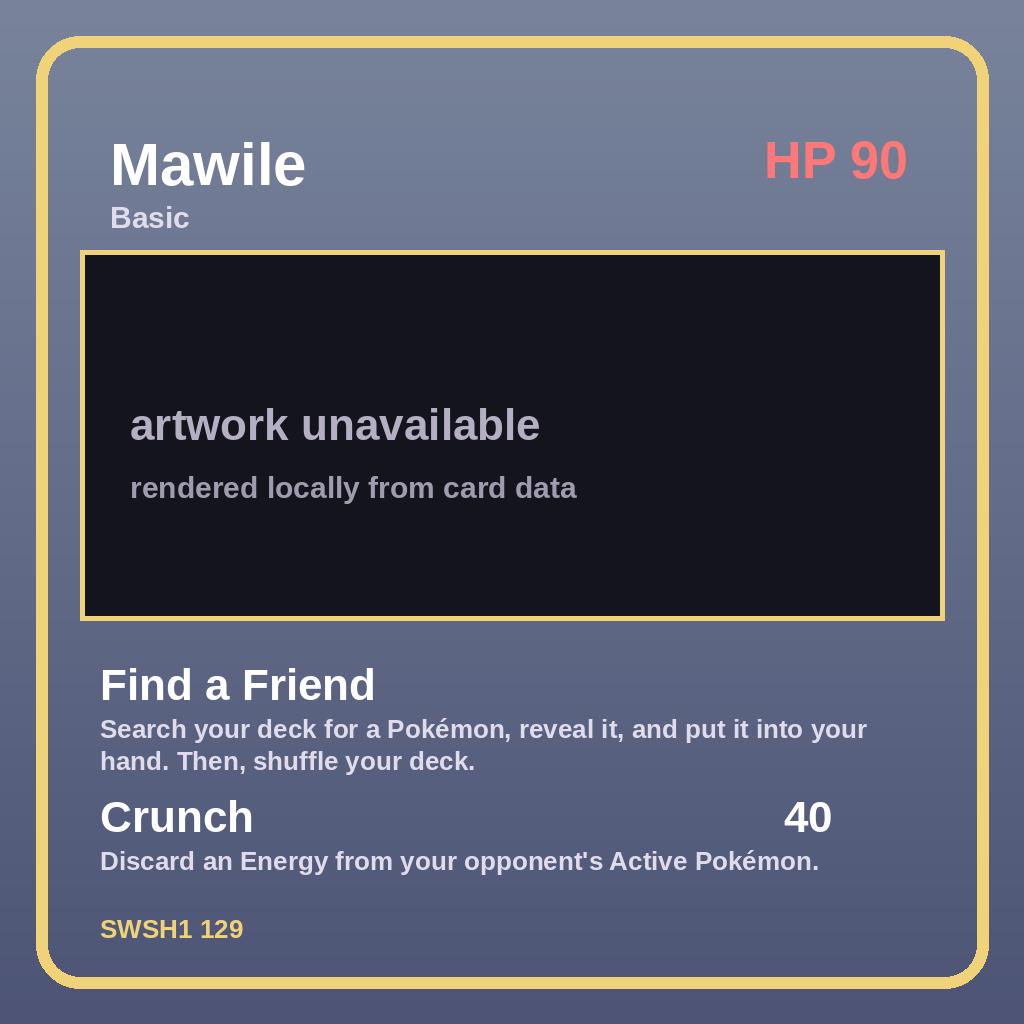 Mawile
HP 90
Basic
artwork unavailable
rendered locally from card data
Find a Friend
Search your deck for a Pokémon, reveal it, and put it into your
hand. Then, shuffle your deck.
Crunch
40
Discard an Energy from your opponent's Active Pokémon.
SWSH1 129